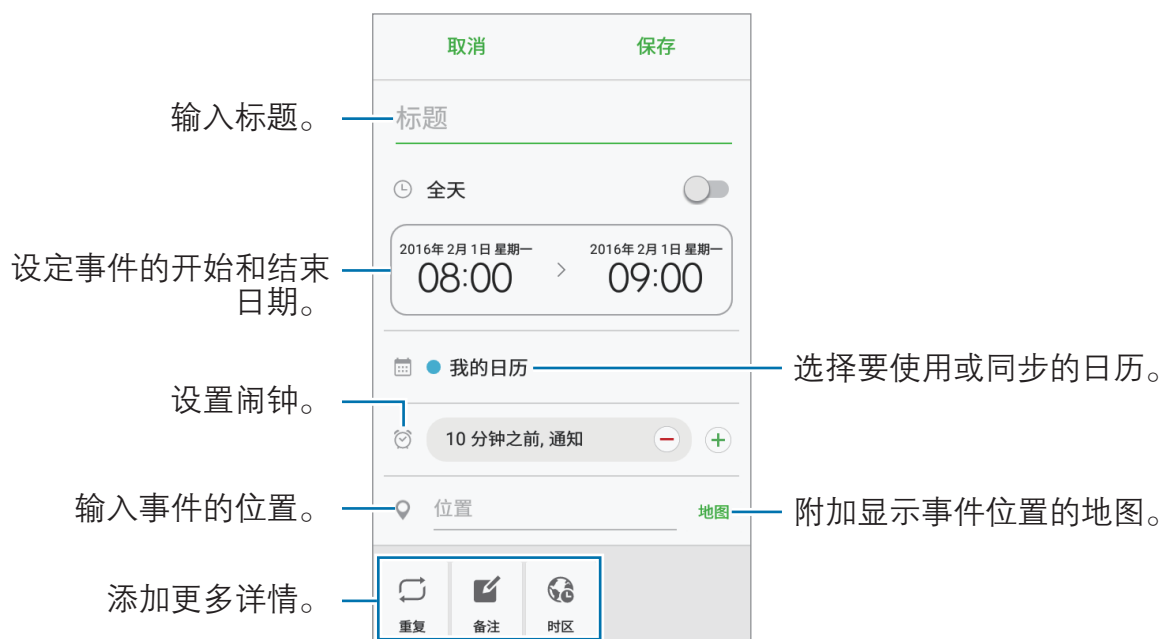 取消
保存
输入标题。
标题
全天
设定事件的开始和结束
日期。
2016年 2月 1日 星期一
08:00
2016年 2月 1日 星期一
09:00
我的日历
选择要使用或同步的日历。
设置闹钟。
10 分钟之前, 通知
输入事件的位置。
位置
地图
附加显示事件位置的地图。
添加更多详情。
重复
备注
时区